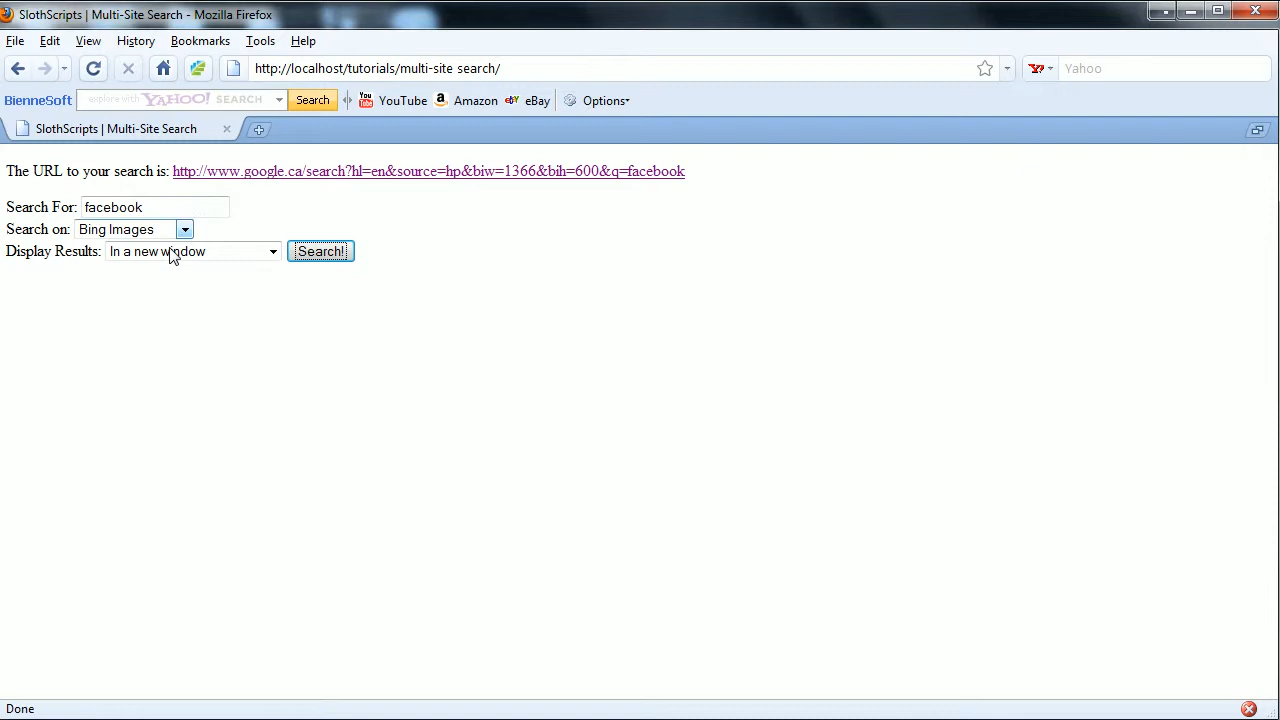 SlothScripts | Multi-Site Search - Mozilla Firefox
File Edit View History Bookmarks Tools Help
http://localhost/tutorials/multi-site search/
Yahoo
BienneSoft explore with YAHOO! SEARCH Search YouTube Amazon eBay Options
SlothScripts | Multi-Site Search
The URL to your search is: http://www.google.ca/search?hl=en&source=hp&biw=1366&bih=600&q=facebook
Search For: facebook
Search on: Bing Images
Display Results: In a new window Search!
Done